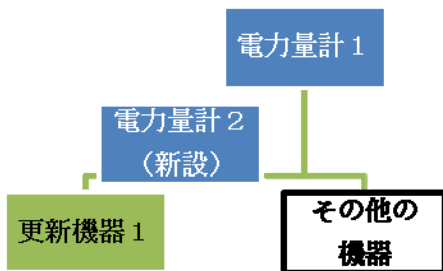 電力量計１
電力量計２
（新設）
更新機器１
その他の
機器